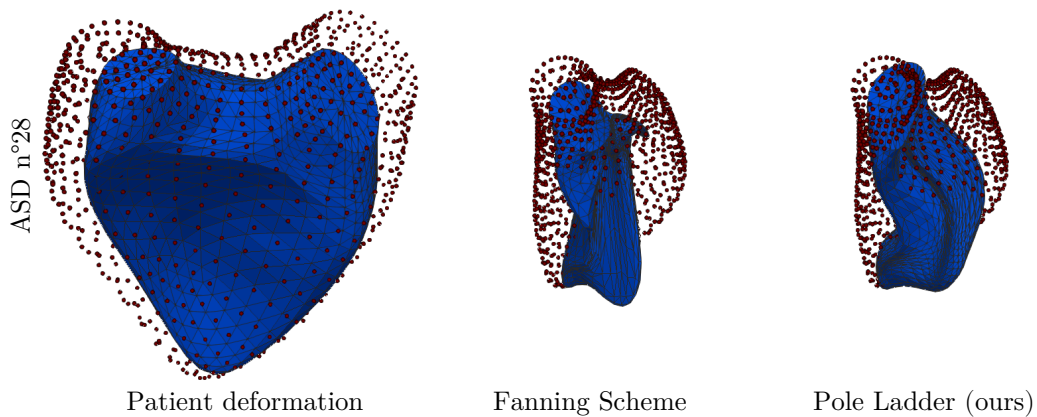 ASD n°28
Patient deformation
Fanning Scheme
Pole Ladder (ours)